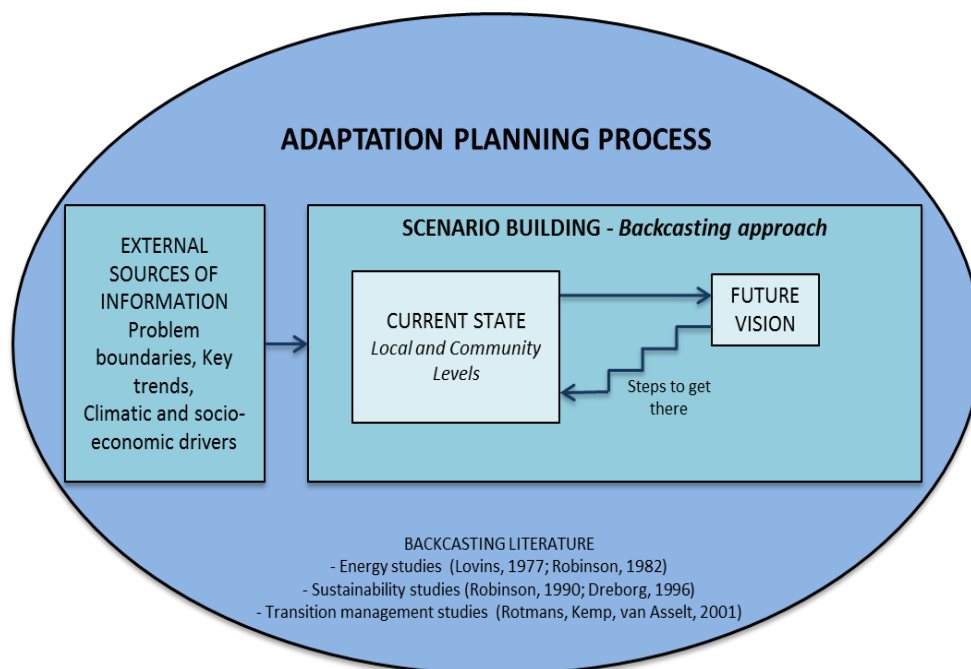 ADAPTATION PLANNING PROCESS
EXTERNAL
SOURCES OF
INFORMATION
Problem
boundaries, Key
trends,
Climatic and socio-
economic drivers
SCENARIO BUILDING - Backcasting approach
CURRENT STATE
Local and Community
Levels
FUTURE
VISION
Steps to get
there
BACKCASTING LITERATURE
- Energy studies (Lovins, 1977; Robinson, 1982)
- Sustainability studies (Robinson, 1990; Dreborg, 1996)
- Transition management studies (Rotmans, Kemp, van Asselt, 2001)